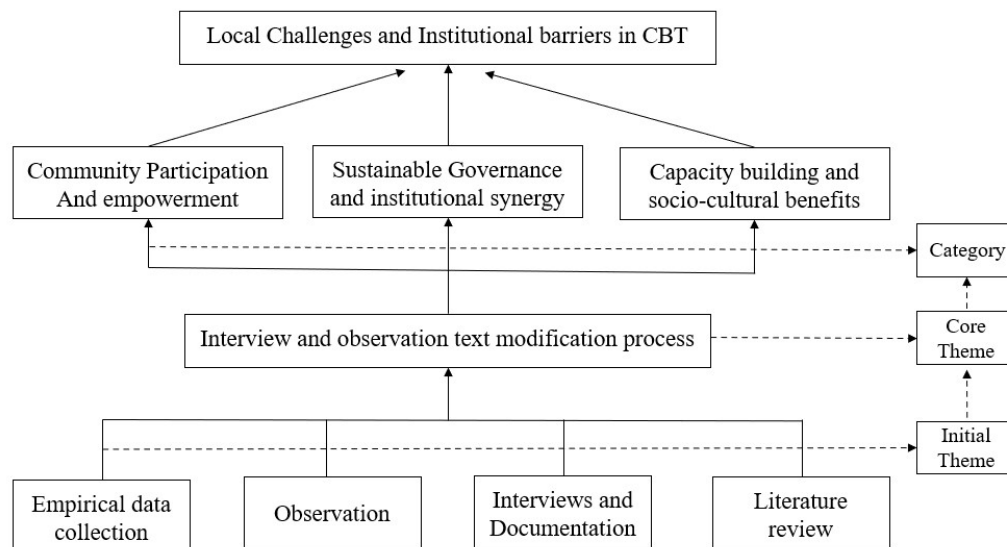 Local Challenges and Institutional barriers in CBT
Community Participation
And empowerment
Sustainable Governance
and institutional synergy
Capacity building and
socio-cultural benefits
Category
Interview and observation text modification process
Core
Theme
Initial
Theme
Empirical data
collection
Observation
Interviews and
Documentation
Literature
review